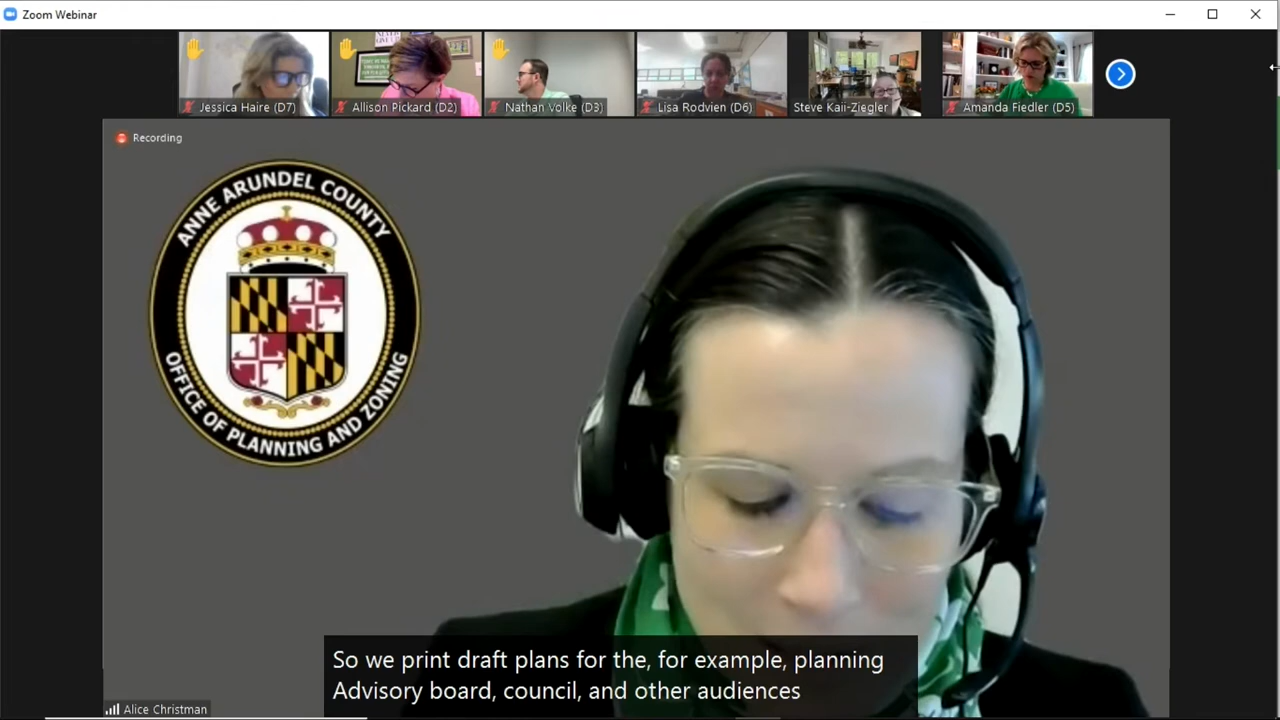 Zoom Webinar
Jessica Haire (D7)
Allison Pickard (D2)
Nathan Volke (D3)
Lisa Rodvien (D6)
Steve Kaii-Ziegler
Amanda Fiedler (D5)
Recording
ANNE ARUNDEL COUNTY
OFFICE OF PLANNING AND ZONING
So we print draft plans for the, for example, planning
Advisory board, council, and other audiences
Alice Christman